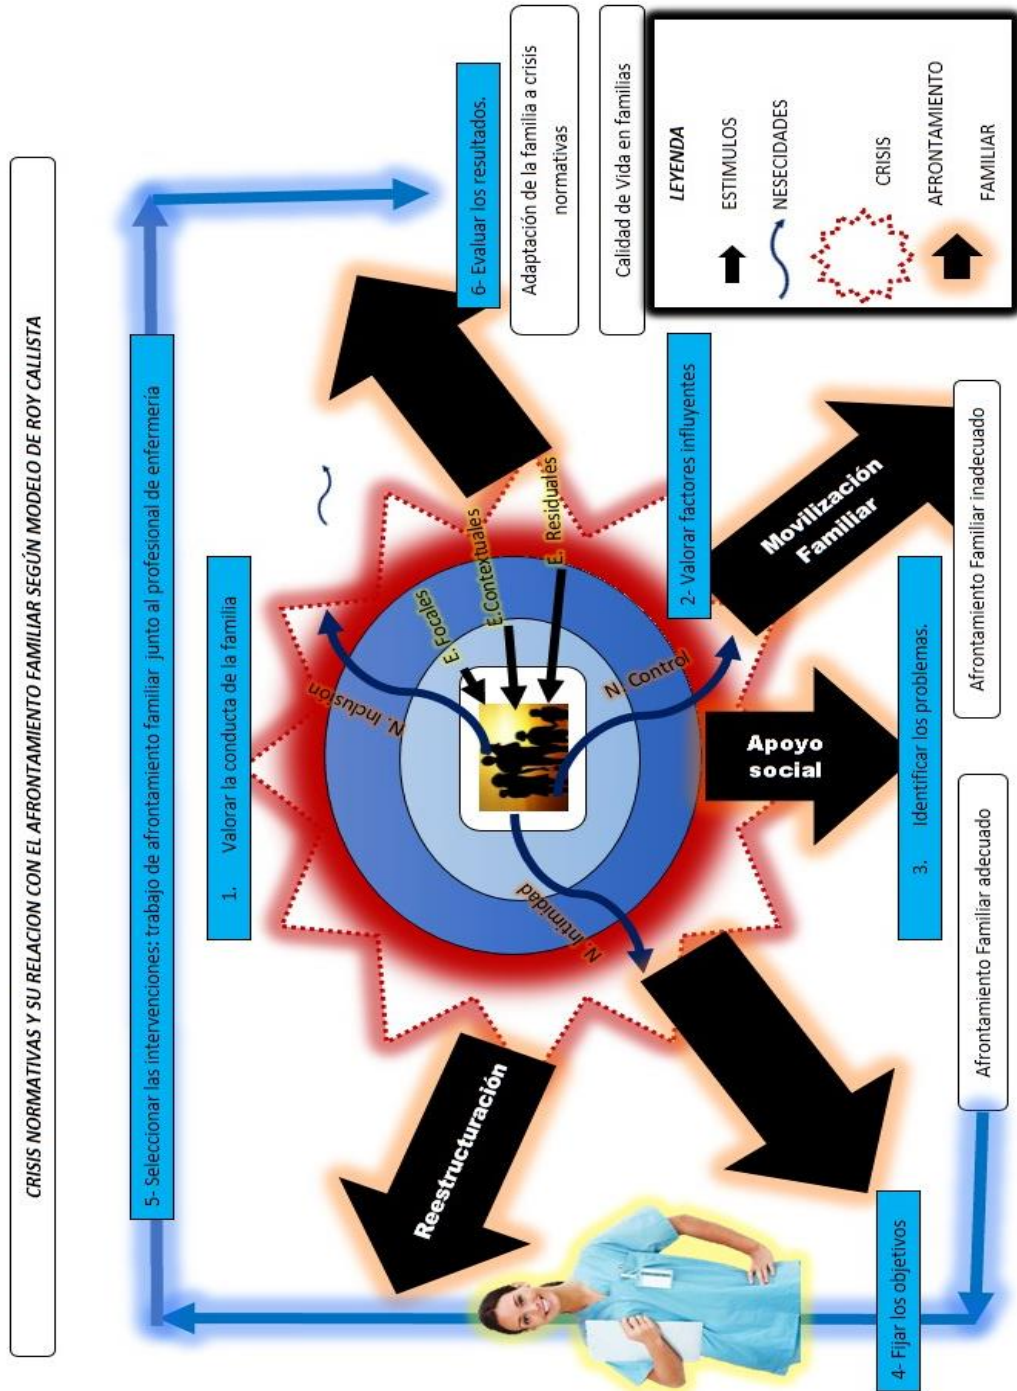 CRISIS NORMATIVAS Y SU RELACION CON EL AFRONTAMIENTO FAMILIAR SEGÚN MODELO DE ROY CALLISTA
5- Seleccionar las intervenciones: trabajo de afrontamiento familiar junto al profesional de enfermería
1. Valorar la conducta de la familia
6- Evaluar los resultados.
Adaptación de la familia a crisis
normativas
Calidad de Vida en familias
Reestructuración
N. Inclusión
E. Focales
E.Contextuales
E. Residuales
N. Intimidad
N. Control
2- Valorar factores influyentes
Movilización
Familiar
Apoyo
social
4- Fijar los objetivos
3. Identificar los problemas.
Afrontamiento Familiar adecuado
Afrontamiento Familiar inadecuado
LEYENDA
ESTIMULOS
NESECIDADES
CRISIS
AFRONTAMIENTO
FAMILIAR